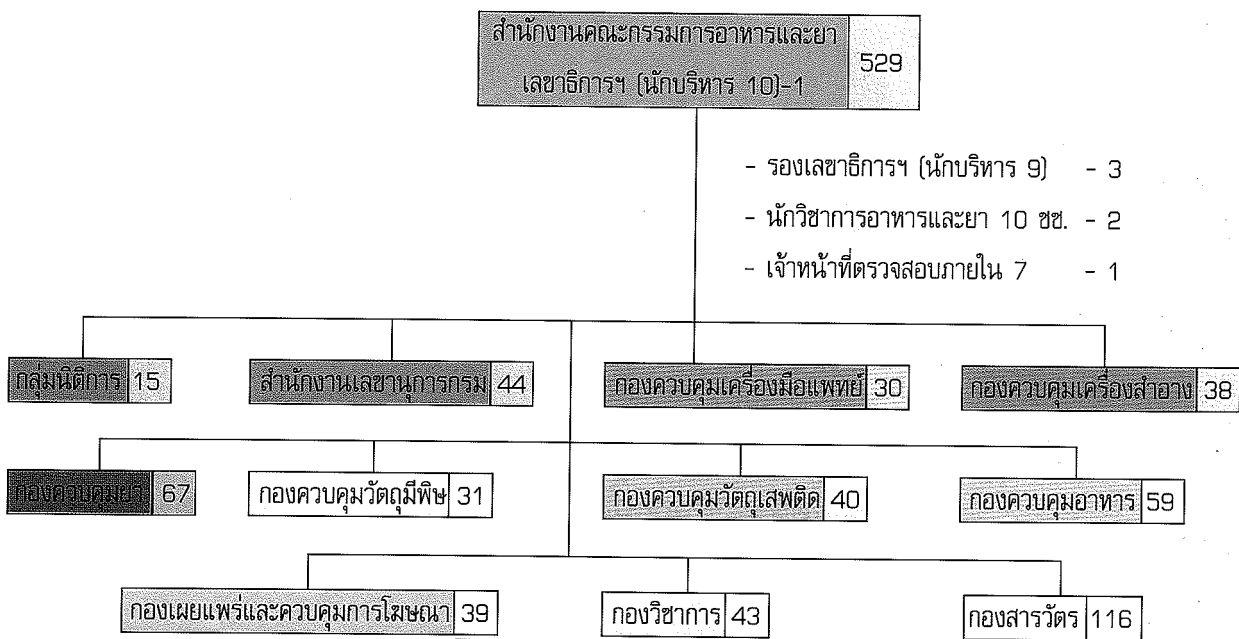 สำนักงานคณะกรรมการอาหารและยา
เลขาธิการฯ (นักบริหาร 10)-1
529
- รองเลขาธิการฯ (นักบริหาร 9) - 3
- นักวิชาการอาหารและยา 10 ชช. - 2
- เจ้าหน้าที่ตรวจสอบภายใน 7 - 1
กลุ่มนิติการ 15
สำนักงานเลขานุการกรม 44
กองควบคุมเครื่องมือแพทย์ 30
กองควบคุมเครื่องสำอาง 38
กองควบคุมยา 67
กองควบคุมวัตถุมีพิษ 31
กองควบคุมวัตถุเสพติด 40
กองควบคุมอาหาร 59
กองเผยแพร่และควบคุมการโฆษณา 39
กองวิชาการ 43
กองสารวัตร 116